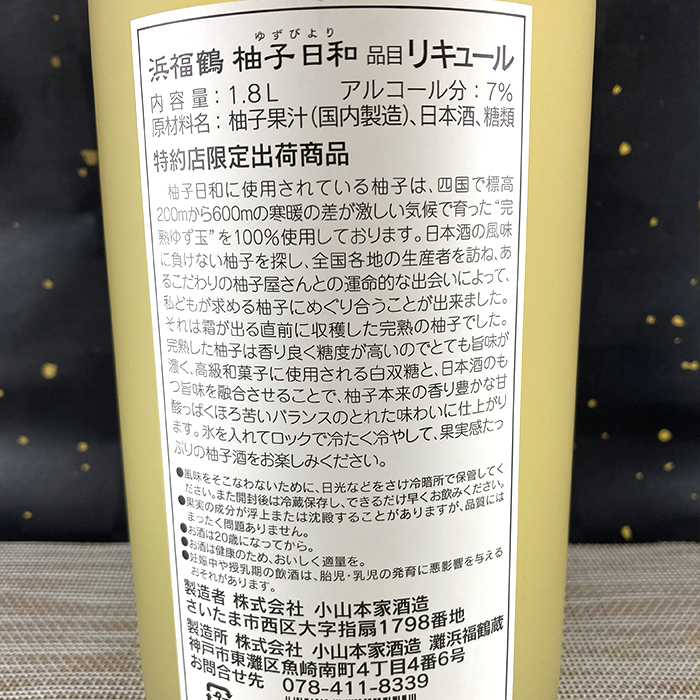 ゆずびより
浜福鶴 柚子日和 品目 リキュール
内容量：1.8L アルコール分：7%
原材料名：柚子果汁（国内製造）、日本酒、糖類
特約店限定出荷商品
柚子日和に使用されている柚子は、四国で標高
200mから600mの寒暖の差が激しい気候で育った“完
熟ゆず玉”を100％使用しております。日本酒の風味
に負けない柚子を探し、全国各地の生産者を訪ね、あ
るこだわりの柚子屋さんとの運命的な出会いによって、
私どもが求める柚子にめぐり合うことが出来ました。
それは霜が出る直前に収穫した完熟の柚子でした。
完熟した柚子は香り良く糖度が高いのでとても旨味が
濃く、高級和菓子に使用される白双糖と、日本酒のも
つ旨味を融合させることで、柚子本来の香り豊かな甘
酸っぱくほろ苦いバランスのとれた味わいに仕上がり
ます。氷を入れてロックで冷たく冷やして、果実感たっ
ぷりの柚子酒をお楽しみください。
●風味をそこなわないために、日光などをさけ冷暗所で保管してく
ださい。また開封後は冷蔵保存し、できるだけ早くお飲みください。
●果実の成分が浮上または沈殿することがありますが、品質には
まったく問題ありません。
●お酒は20歳になってから。
●お酒は健康のため、おいしく適量を。
●妊娠中や授乳期の飲酒は、胎児・乳児の発育に悪影響を与える
おそれがあります。
製造者 株式会社 小山本家酒造
さいたま市西区大字指扇1798番地
製造所 株式会社 小山本家酒造 灘浜福鶴蔵
神戸市東灘区魚崎南町4丁目4番6号
お問合せ先 078-411-8339